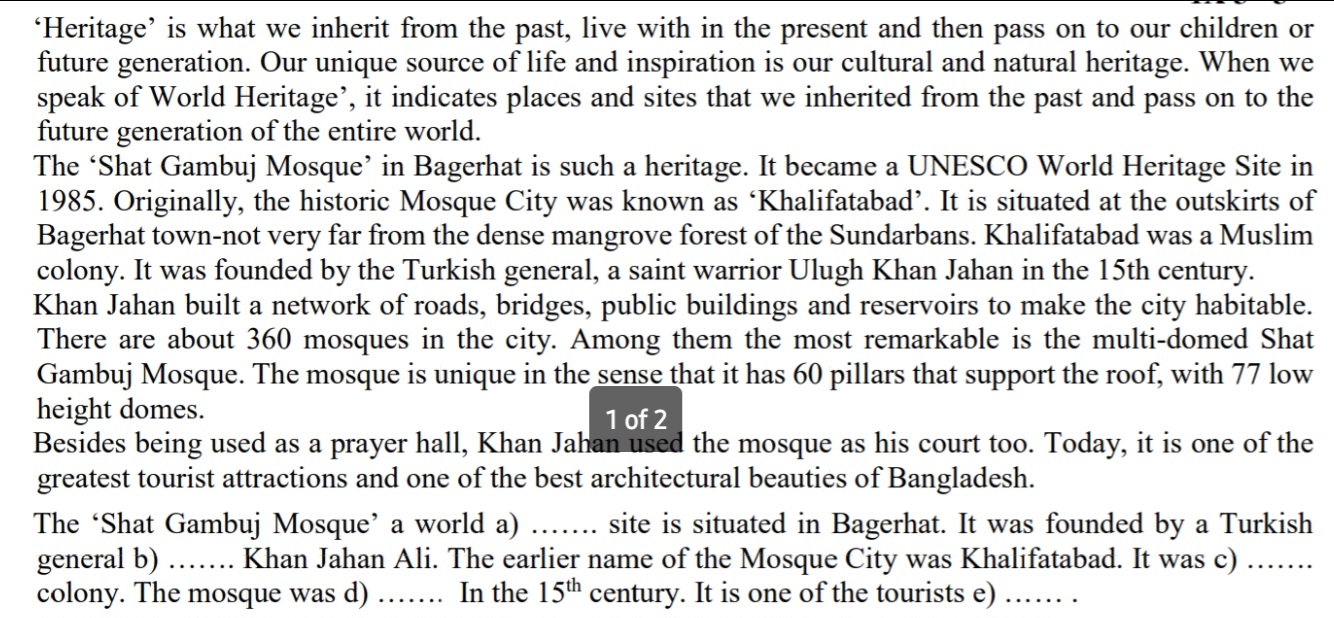 ‘Heritage’ is what we inherit from the past, live with in the present and then pass on to our children or
future generation. Our unique source of life and inspiration is our cultural and natural heritage. When we
speak of World Heritage’, it indicates places and sites that we inherited from the past and pass on to the
future generation of the entire world.
The ‘Shat Gambuj Mosque’ in Bagerhat is such a heritage. It became a UNESCO World Heritage Site in
1985. Originally, the historic Mosque City was known as ‘Khalifatabad’. It is situated at the outskirts of
Bagerhat town-not very far from the dense mangrove forest of the Sundarbans. Khalifatabad was a Muslim
colony. It was founded by the Turkish general, a saint warrior Ulugh Khan Jahan in the 15th century.
Khan Jahan built a network of roads, bridges, public buildings and reservoirs to make the city habitable.
There are about 360 mosques in the city. Among them the most remarkable is the multi-domed Shat
Gambuj Mosque. The mosque is unique in the sense that it has 60 pillars that support the roof, with 77 low
height domes.
1 of 2
Besides being used as a prayer hall, Khan Jahan used the mosque as his court too. Today, it is one of the
greatest tourist attractions and one of the best architectural beauties of Bangladesh.
The ‘Shat Gambuj Mosque’ a world a) ……. site is situated in Bagerhat. It was founded by a Turkish
general b) ……. Khan Jahan Ali. The earlier name of the Mosque City was Khalifatabad. It was c) …….
colony. The mosque was d) ……. In the 15th century. It is one of the tourists e) …… .